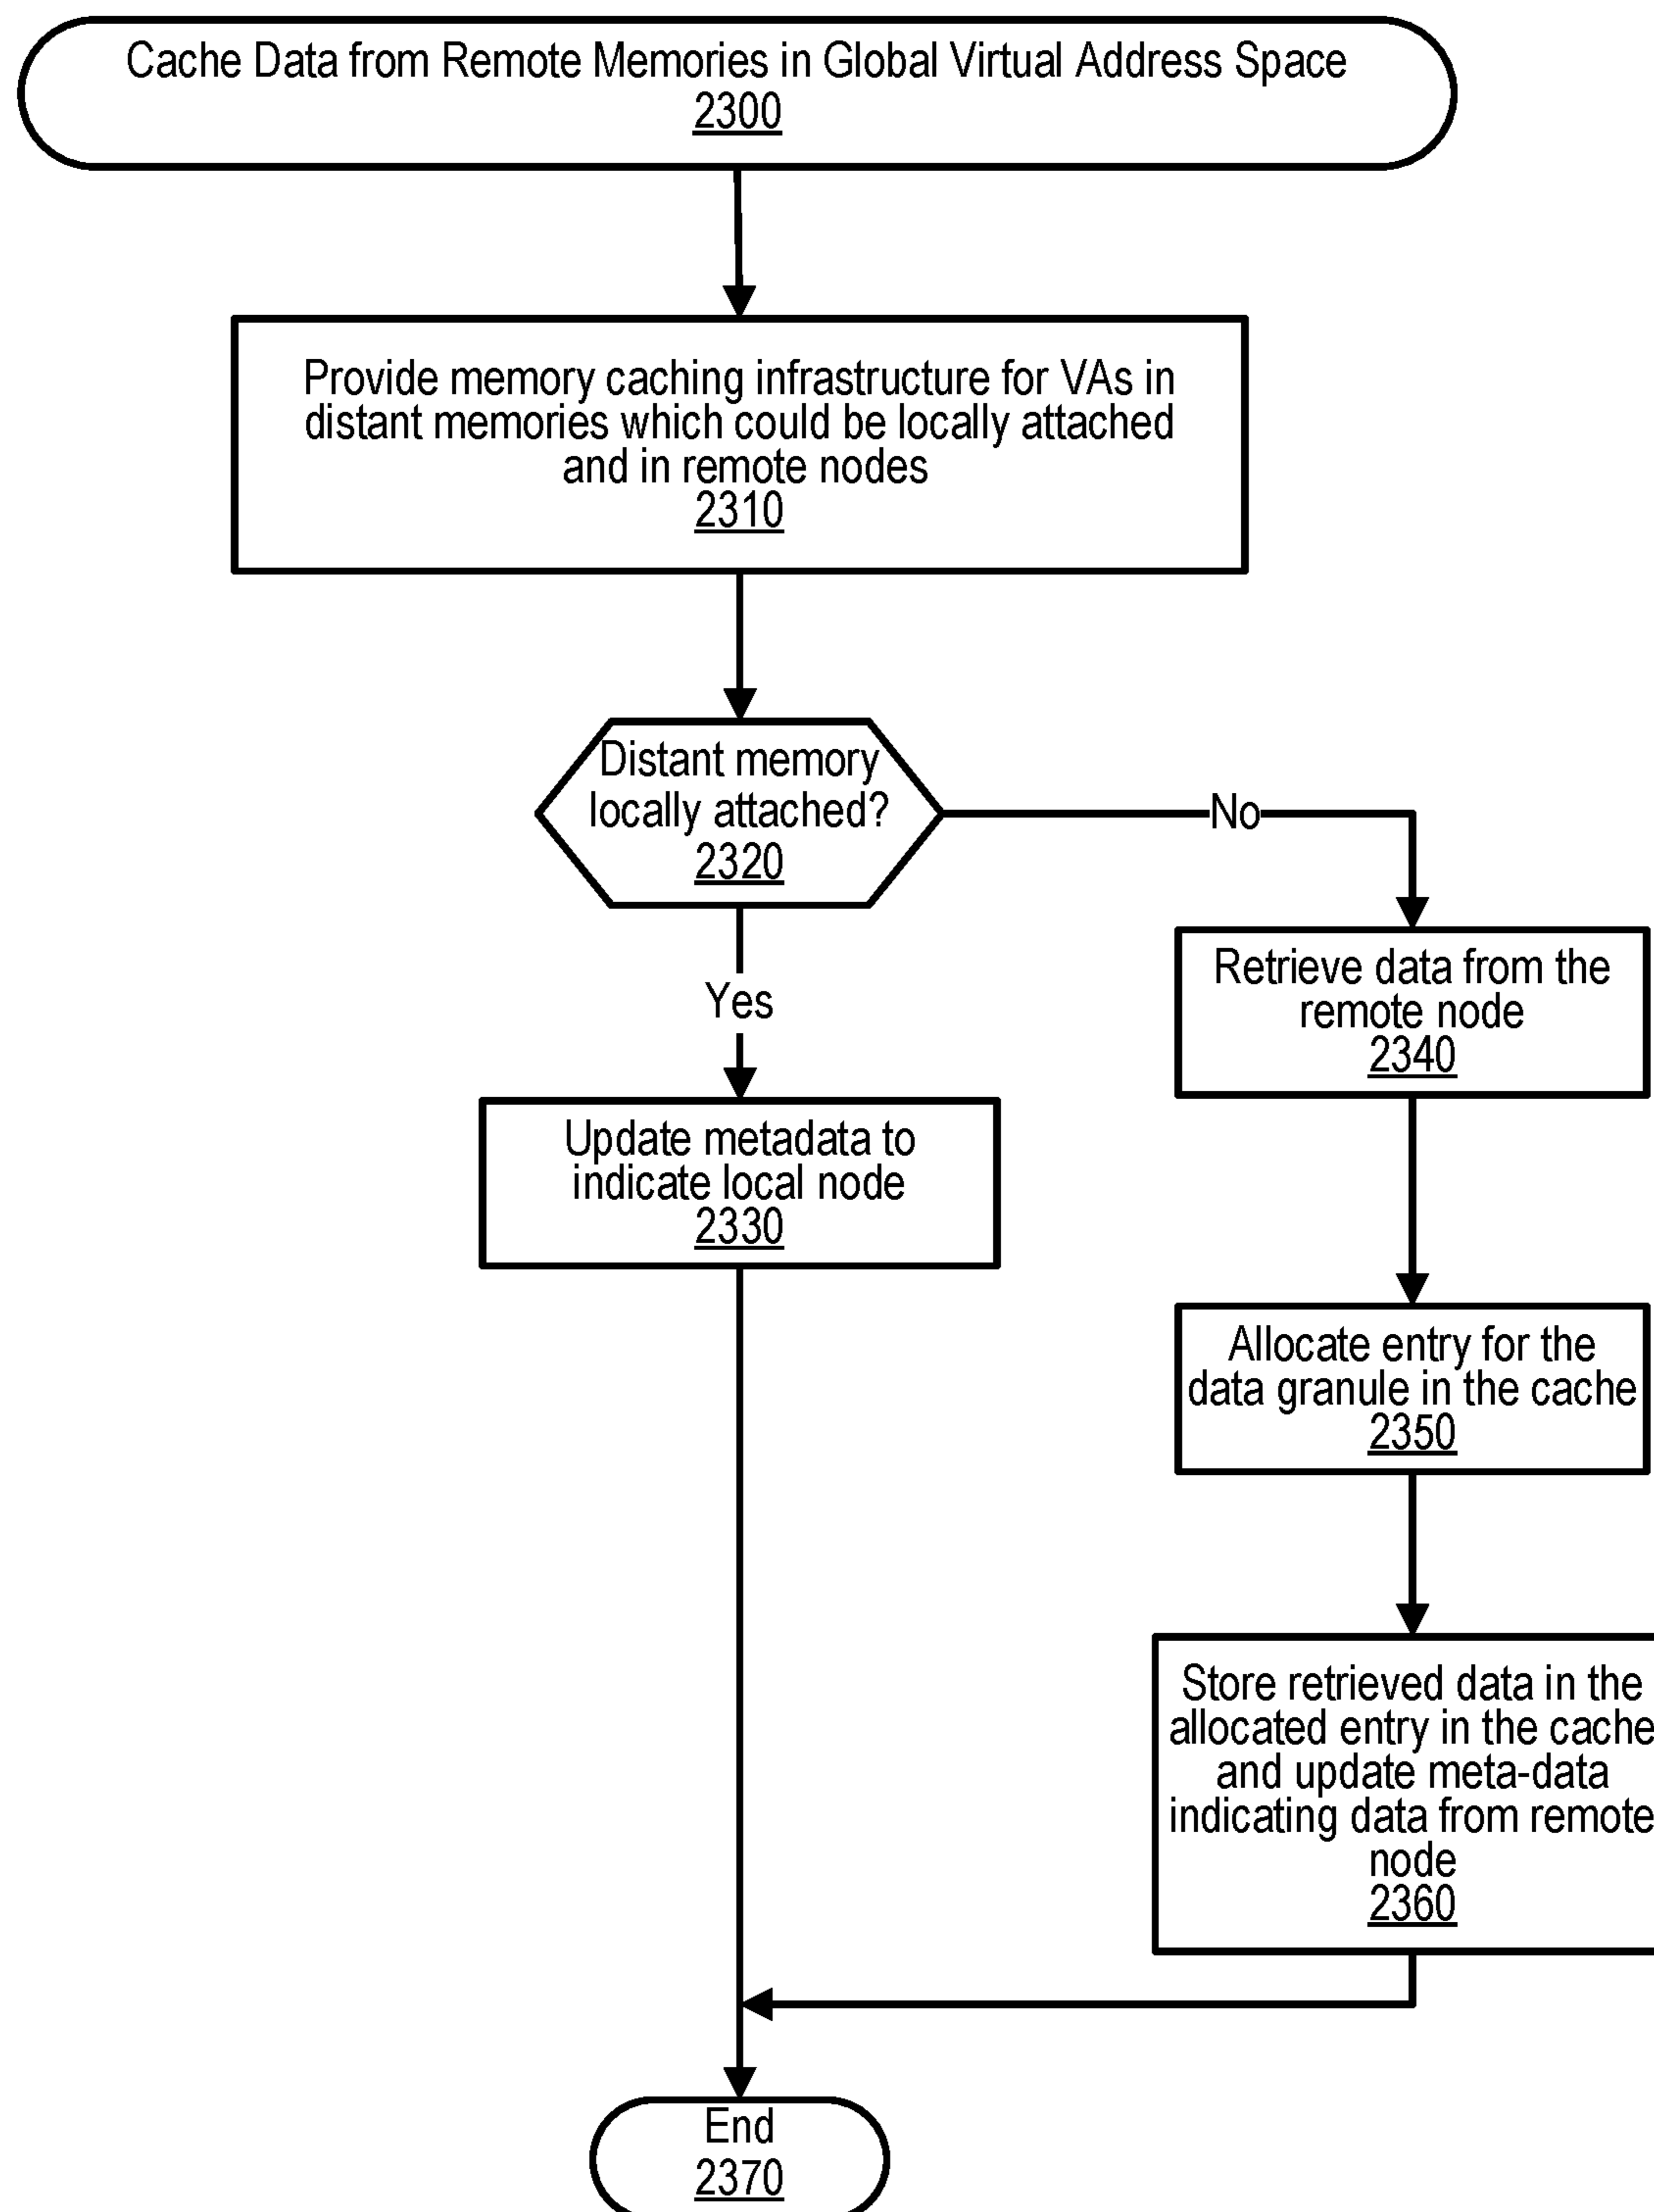 Cache Data from Remote Memories in Global Virtual Address Space
2300
Provide memory caching infrastructure for VAs in
distant memories which could be locally attached
and in remote nodes
2310
Distant memory
locally attached?
2320
No
Yes
Retrieve data from the
remote node
2340
Update metadata to
indicate local node
2330
Allocate entry for the
data granule in the cache
2350
Store retrieved data in the
allocated entry in the cache
and update meta-data
indicating data from remote
node
2360
End
2370